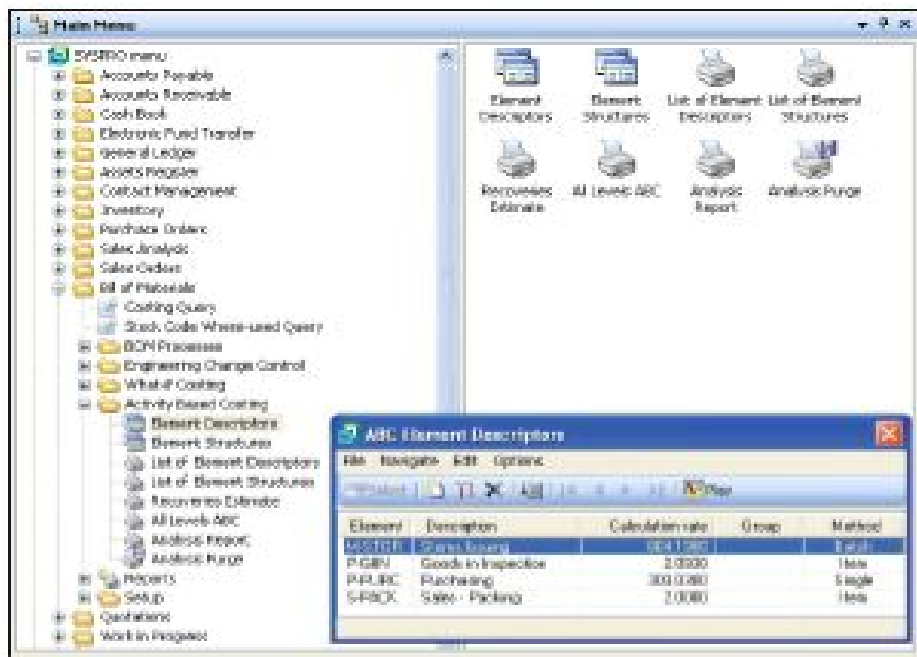 Main Menu
SYSPRO menu
Accounts Payable
Accounts Receivable
Cash Book
Electronic Fund Transfer
General Ledger
Assets Register
Contact Management
Inventory
Purchase Orders
Sales Analysis
Sales Orders
Bill of Materials
Costing Query
Stock Code Where-used Query
BOM Processes
Engineering Change Control
What-if Costing
Activity Based Costing
Element Descriptors
Element Structures
List of Element Descriptors
List of Element Structures
Recoveries Estimate
All Levels ABC
Analysis Report
Analysis Purge
Reports
Setup
Quotations
Work in Progress
Element Descriptors
Element Structures
List of Element Descriptors
List of Element Structures
Recoveries Estimate
All Levels ABC
Analysis Report
Analysis Purge
ABC Element Descriptors
File Navigate Edit Options
Element Description Calculation rate Group Method
Stores Issuing Batch
P-GRN Goods in Inspection 2.0000 Item
P-PURC Purchasing Single
S-PACK Sales - Packing 2.0000 Item